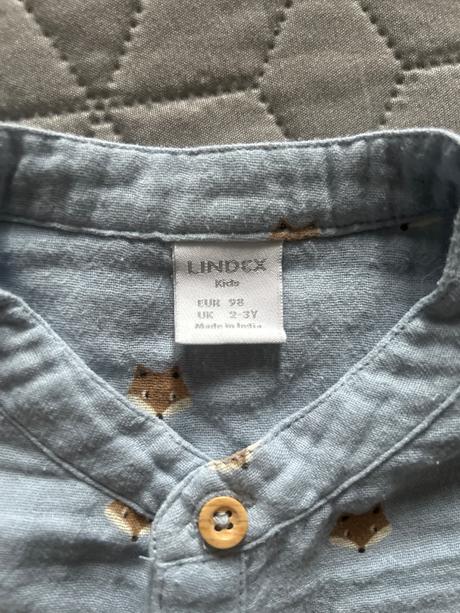 LINDEX
Kids
EUR 98
UK 2-3Y
Made in India